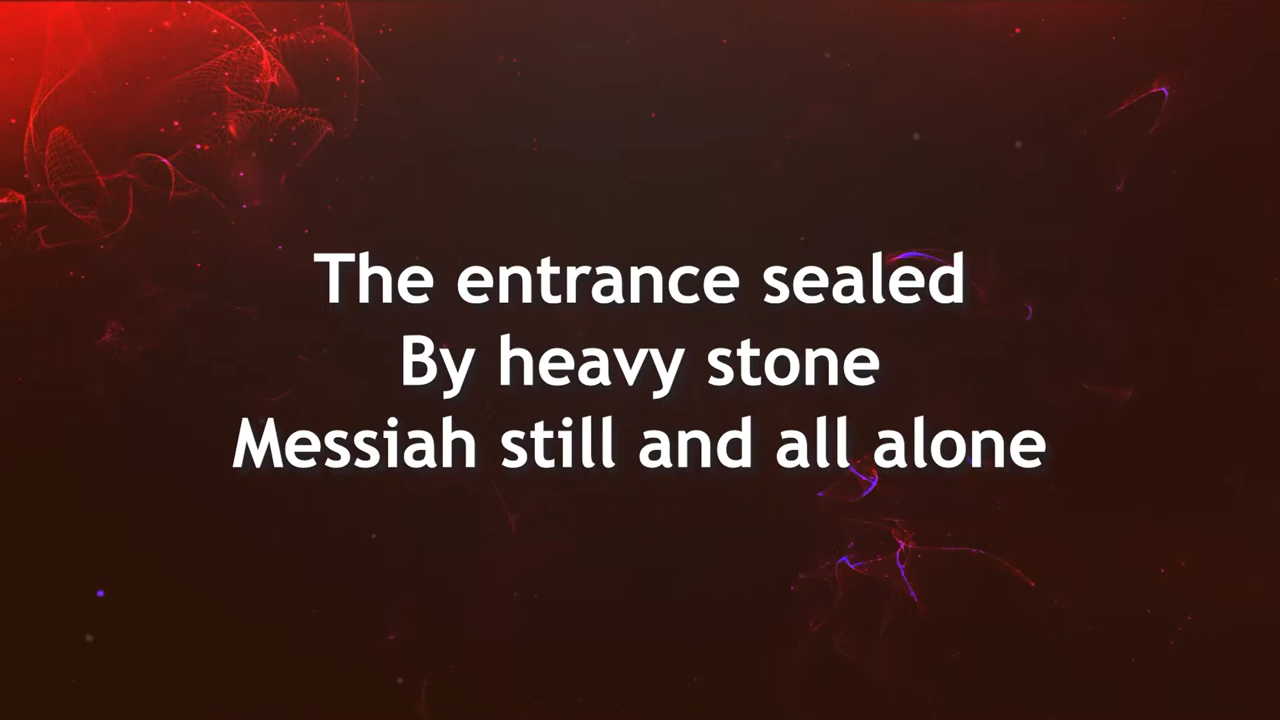 The entrance sealed
By heavy stone
Messiah still and all alone